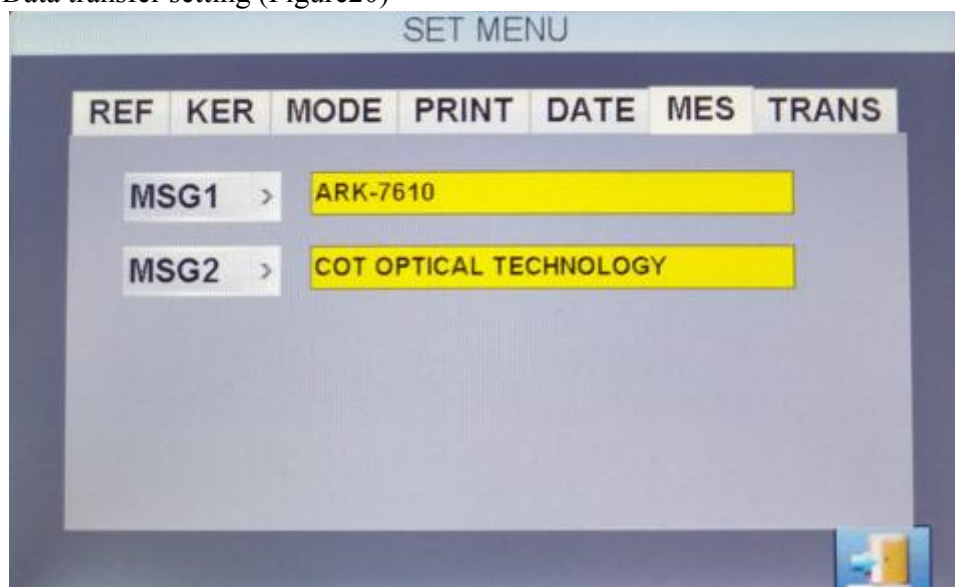 Data transfer setting (Figure20)
SET MENU
REF KER MODE PRINT DATE MES TRANS
MSG1 > ARK-7610
MSG2 > COT OPTICAL TECHNOLOGY